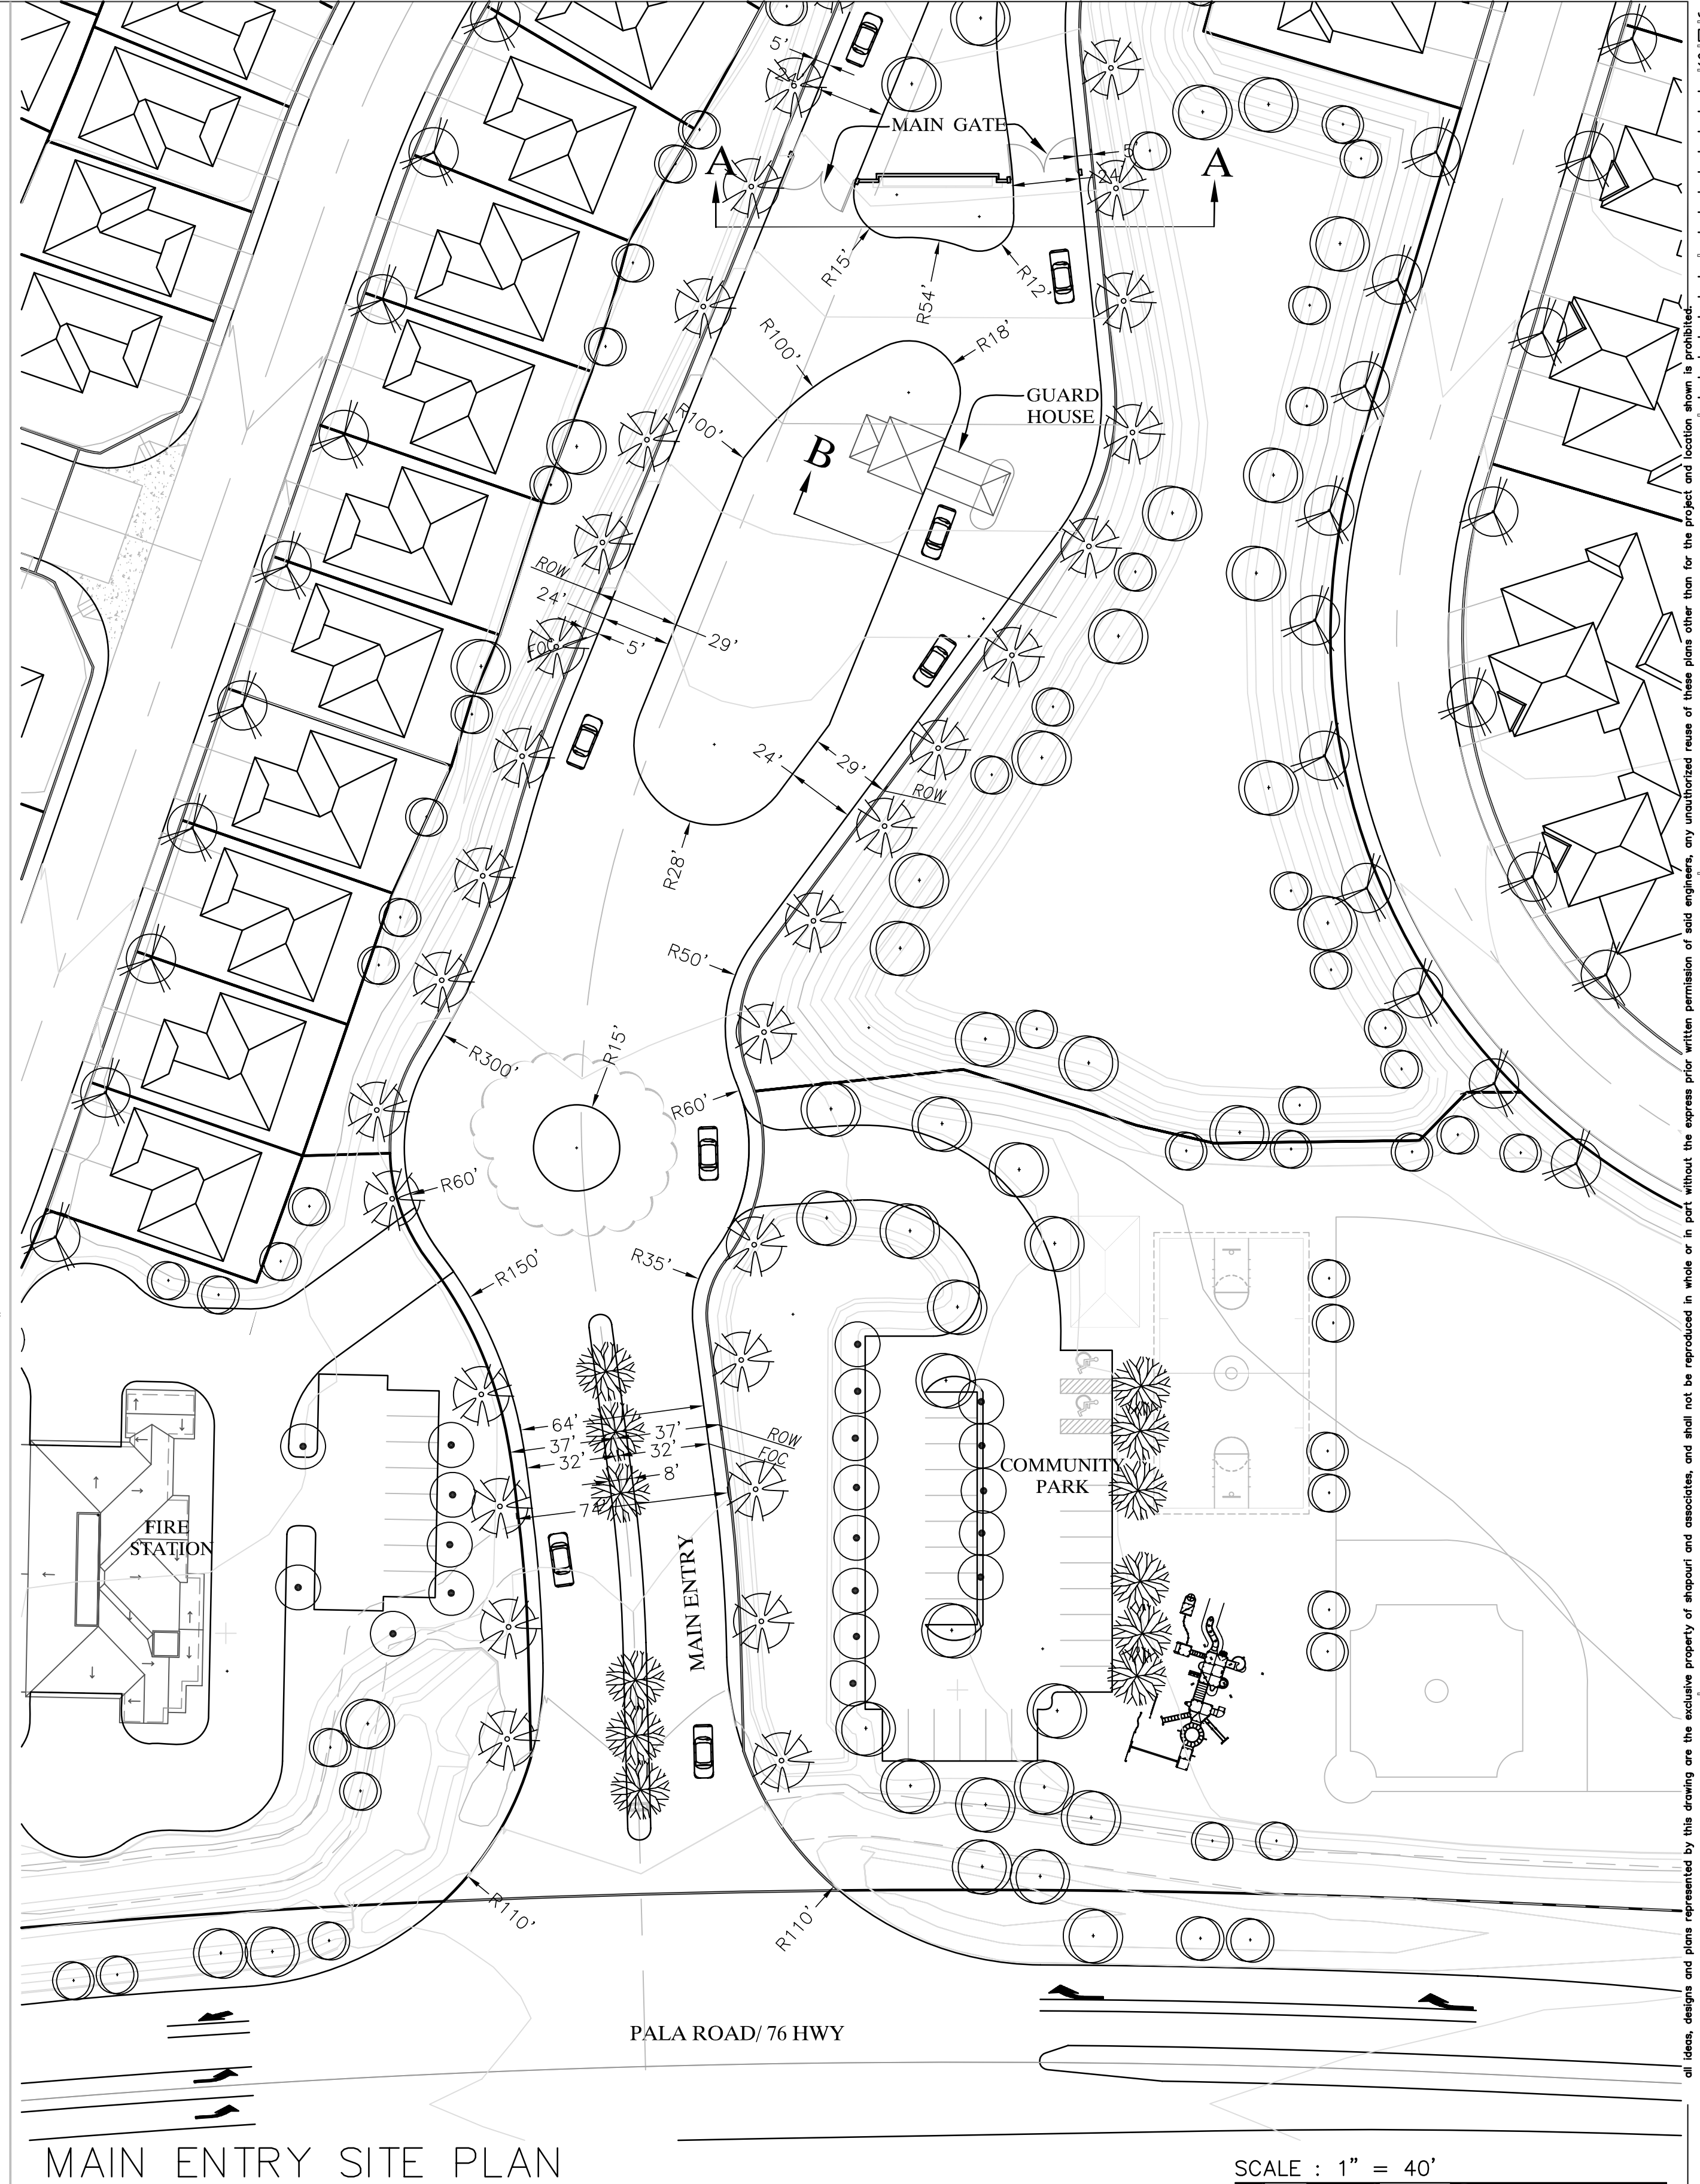 5'
24'
MAIN GATE
5'
24'
A
A
R15'
R54'
R12'
R100'
R18'
GUARD
HOUSE
R100'
B
ROW
24'
29'
FOC
5'
24'
29'
ROW
R28'
R50'
R15'
R300'
R60'
R60'
R35'
R150'
64'
37'
37'
ROW
32'
32'
FOC
8'
COMMUNITY
PARK
FIRE
STATION
MAIN ENTRY
R110'
R110'
PALA ROAD/ 76 HWY
MAIN ENTRY SITE PLAN
SCALE : 1" = 40'
all ideas, designs and plans represented by this drawing are the exclusive property of shapouri and associates, and shall not be reproduced in whole or in part without the express prior written permission of said engineers, any unauthorized reuse of these plans other than for the project and location shown is prohibited.